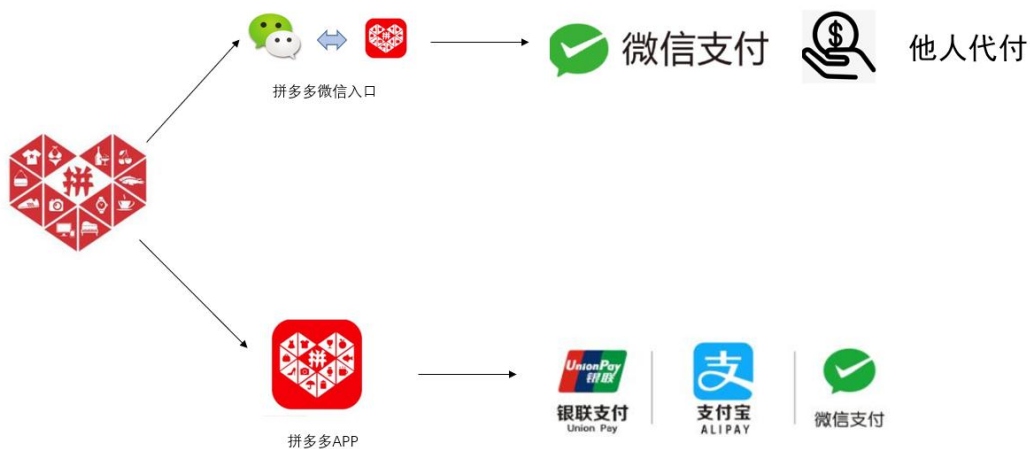 拼多多微信入口
微信支付
他人代付
拼
拼
拼多多APP
UnionPay
银联
银联支付
Union Pay
支
支付宝
ALIPAY
微信支付